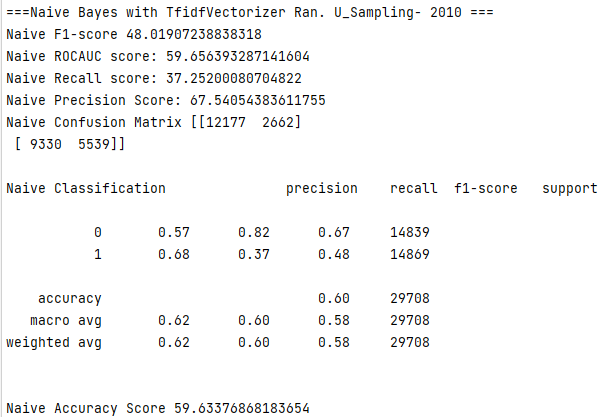 ===Naive Bayes with TfidfVectorizer Ran. U_Sampling- 2010 ===
Naive F1-score 48.01907238838318
Naive ROCAUC score: 59.656393287141604
Naive Recall score: 37.25200080704822
Naive Precision Score: 67.54054383611755
Naive Confusion Matrix [[12177  2662]
 [ 9330  5539]]
Naive Classification               precision    recall  f1-score   support
           0       0.57      0.82      0.67     14839
           1       0.68      0.37      0.48     14869
    accuracy                           0.60     29708
   macro avg       0.62      0.60      0.58     29708
weighted avg       0.62      0.60      0.58     29708
Naive Accuracy Score 59.63376868183654